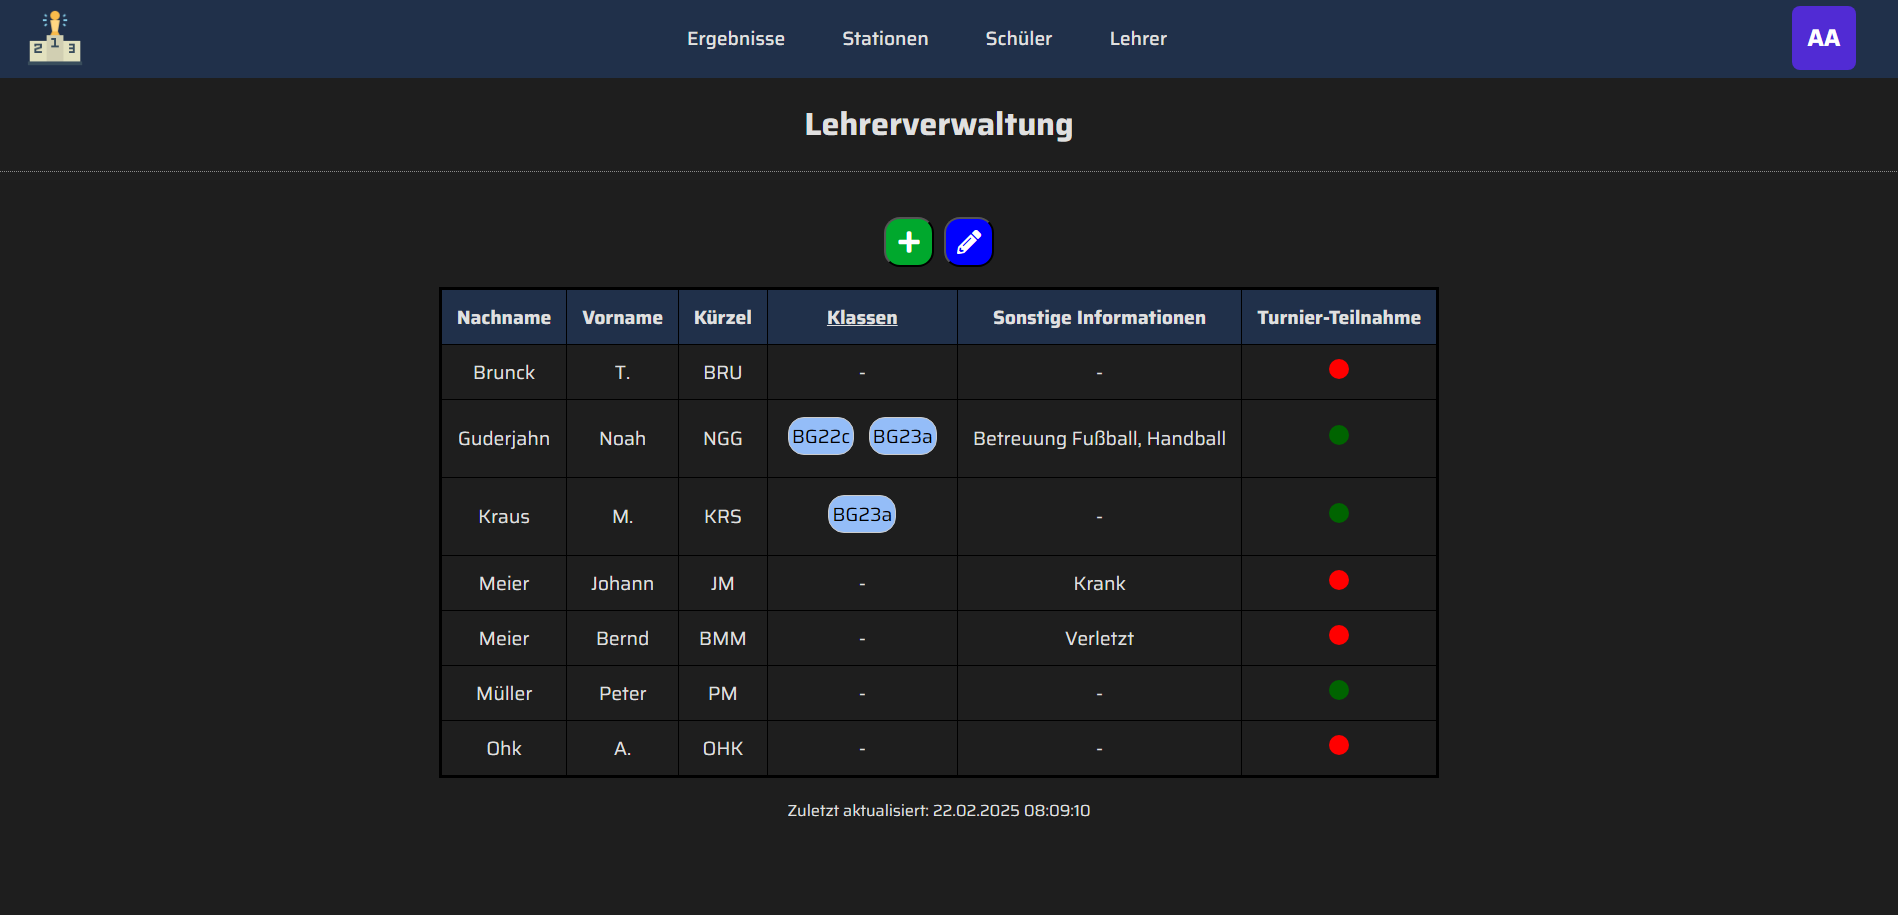 2 1 3
Ergebnisse Stationen Schüler Lehrer
AA
Lehrerverwaltung
Nachname Vorname Kürzel Klassen Sonstige Informationen Turnier-Teilnahme
Brunck T. BRU - -
Guderjahn Noah NGG BG22c BG23a Betreuung Fußball, Handball
Kraus M. KRS BG23a -
Meier Johann JM - Krank
Meier Bernd BMM - Verletzt
Müller Peter PM - -
Ohk A. OHK - -
Zuletzt aktualisiert: 22.02.2025 08:09:10